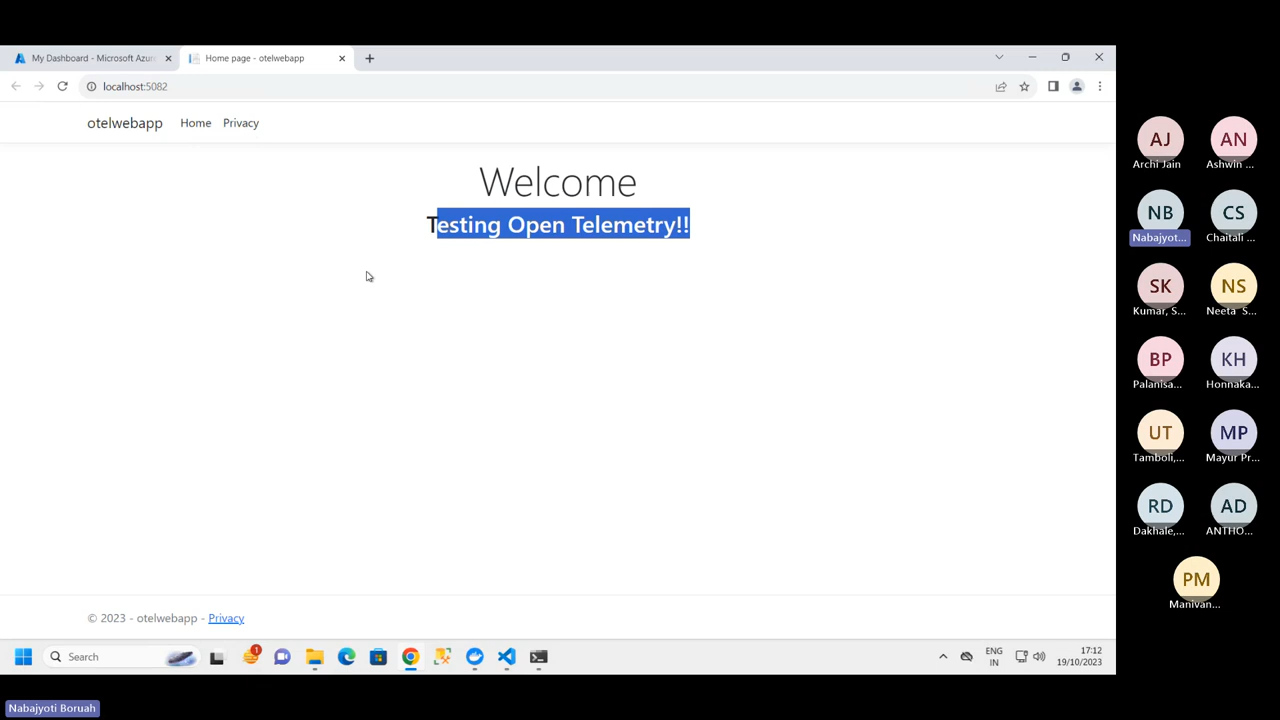 My Dashboard - Microsoft Azur
Home page - otelwebapp
localhost:5082
otelwebapp Home Privacy
Welcome
Testing Open Telemetry!!
© 2023 - otelwebapp - Privacy
Search
1
ENG
IN
17:12
19/10/2023
AJ
Archi Jain
AN
Ashwin ...
NB
Nabajyot...
CS
Chaitali ...
SK
Kumar, S...
NS
Neeta S...
BP
Palanisa...
KH
Honnaka...
UT
Tamboli,...
MP
Mayur Pr...
RD
Dakhale,...
AD
ANTHO...
PM
Manivan...
Nabajyoti Boruah